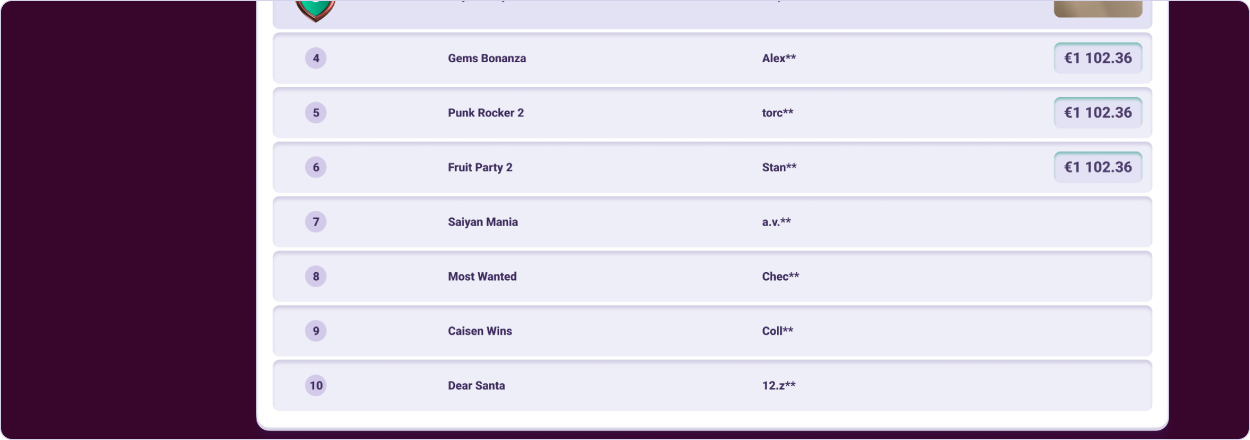 4 Gems Bonanza Alex** €1 102.36
5 Punk Rocker 2 torc** €1 102.36
6 Fruit Party 2 Stan** €1 102.36
7 Saiyan Mania a.v.**
8 Most Wanted Chec**
9 Caisen Wins Coll**
10 Dear Santa 12.z**